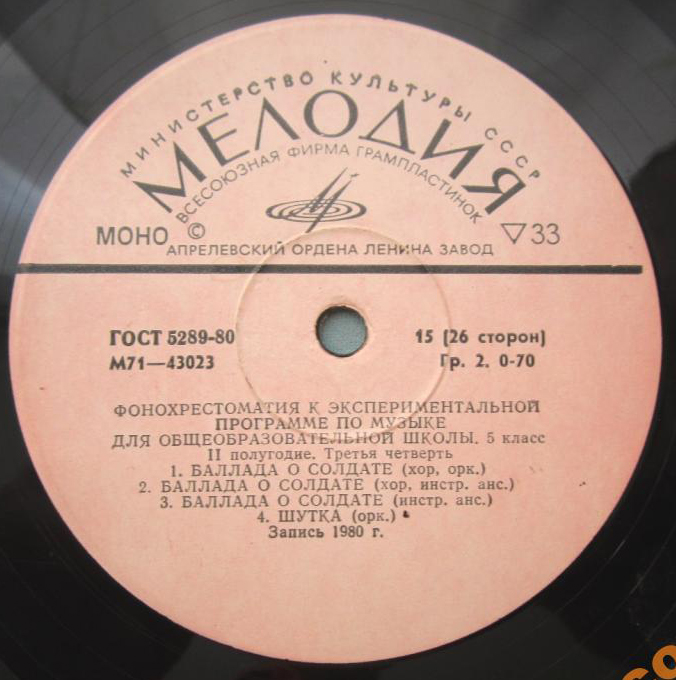 МИНИСТЕРСТВО КУЛЬТУРЫ СССР
МЕЛОДИЯ
ВСЕСОЮЗНАЯ ФИРМА ГРАМПЛАСТИНОК
МОНО © ▽33
АПРЕЛЕВСКИЙ ОРДЕНА ЛЕНИНА ЗАВОД
ГОСТ 5289-80 15 (26 сторон)
М71—43023 Гр. 2. 0-70
ФОНОХРЕСТОМАТИЯ К ЭКСПЕРИМЕНТАЛЬНОЙ
ПРОГРАММЕ ПО МУЗЫКЕ
ДЛЯ ОБЩЕОБРАЗОВАТЕЛЬНОЙ ШКОЛЫ. 5 класс
II полугодие. Третья четверть
1. БАЛЛАДА О СОЛДАТЕ (хор, орк.)
2. БАЛЛАДА О СОЛДАТЕ (хор, инстр. анс.)
3. БАЛЛАДА О СОЛДАТЕ (инстр. анс.)
4. ШУТКА (орк.)
Запись 1980 г.